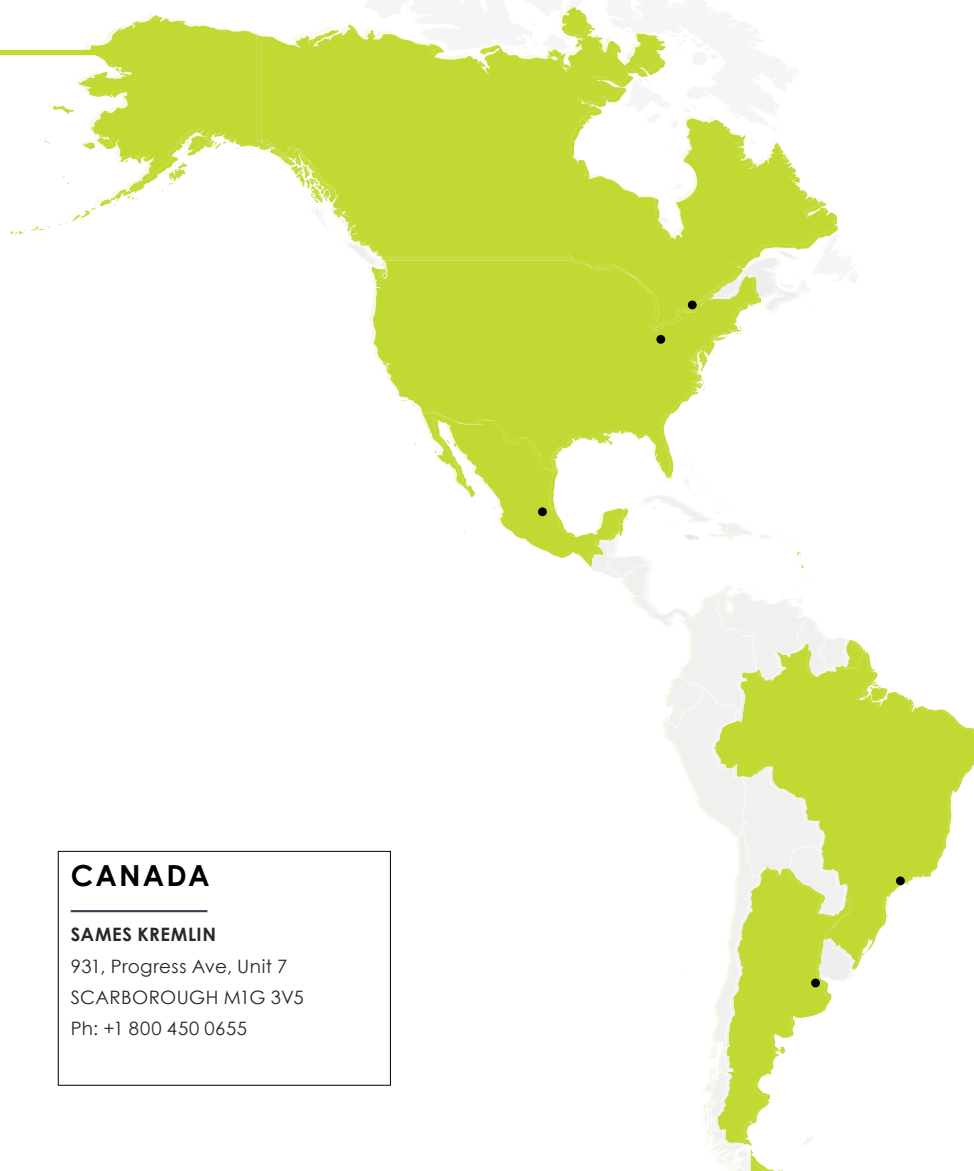 CANADA
SAMES KREMLIN
931, Progress Ave, Unit 7
SCARBOROUGH M1G 3V5
Ph: +1 800 450 0655